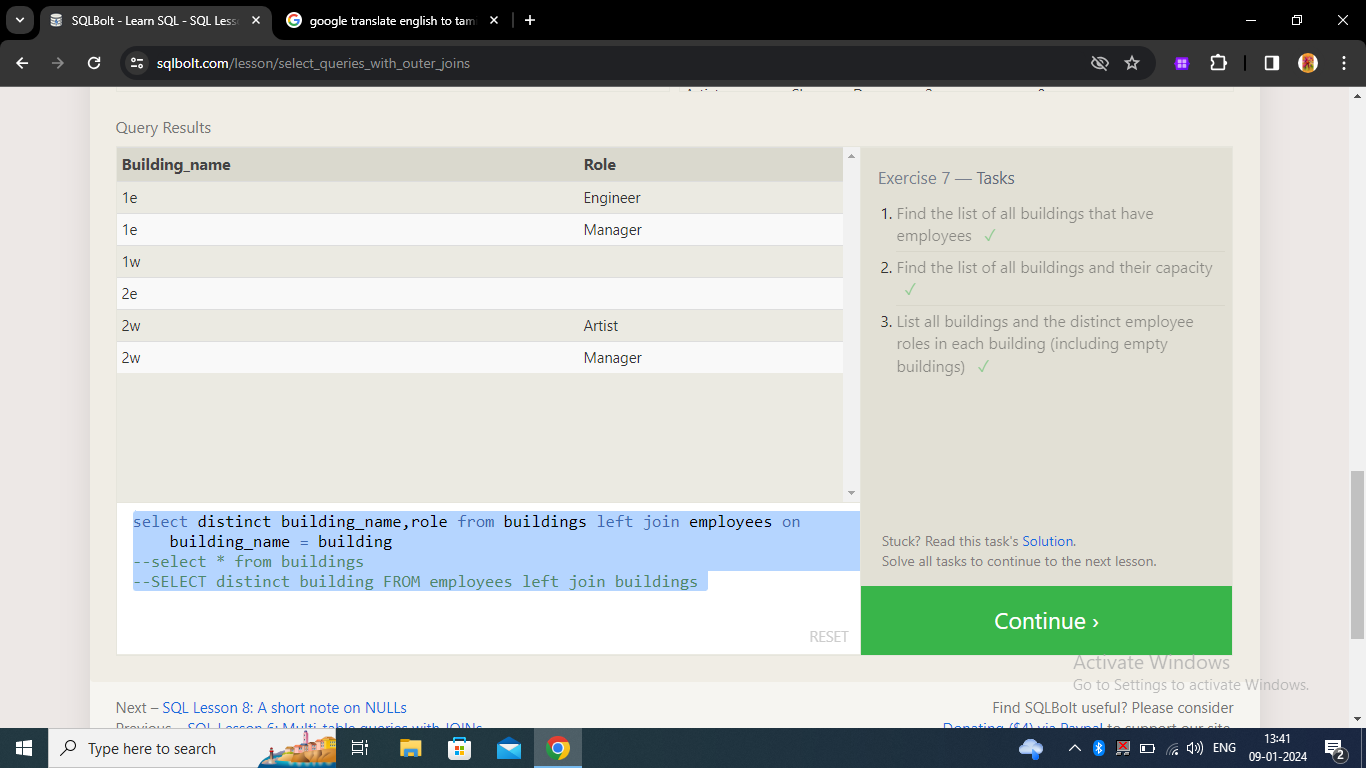 SQLBolt - Learn SQL - SQL Less
google translate english to tam
sqlbolt.com/lesson/select_queries_with_outer_joins
Query Results
Building_name Role
1e Engineer
1e Manager
1w
2e
2w Artist
2w Manager
Exercise 7 — Tasks
1. Find the list of all buildings that have
employees ✓
2. Find the list of all buildings and their capacity
✓
3. List all buildings and the distinct employee
roles in each building (including empty
buildings) ✓
select distinct building_name,role from buildings left join employees on
building_name = building
--select * from buildings
--SELECT distinct building FROM employees left join buildings
RESET
Stuck? Read this task's Solution.
Solve all tasks to continue to the next lesson.
Continue ›
Activate Windows
Go to Settings to activate Windows.
Next – SQL Lesson 8: A short note on NULLs
Find SQLBolt useful? Please consider
Previous – SQL Lesson 6: Multi-table queries with JOINs
Donating ($4) via Paypal to support our site.
Type here to search
ENG
13:41
09-01-2024
2